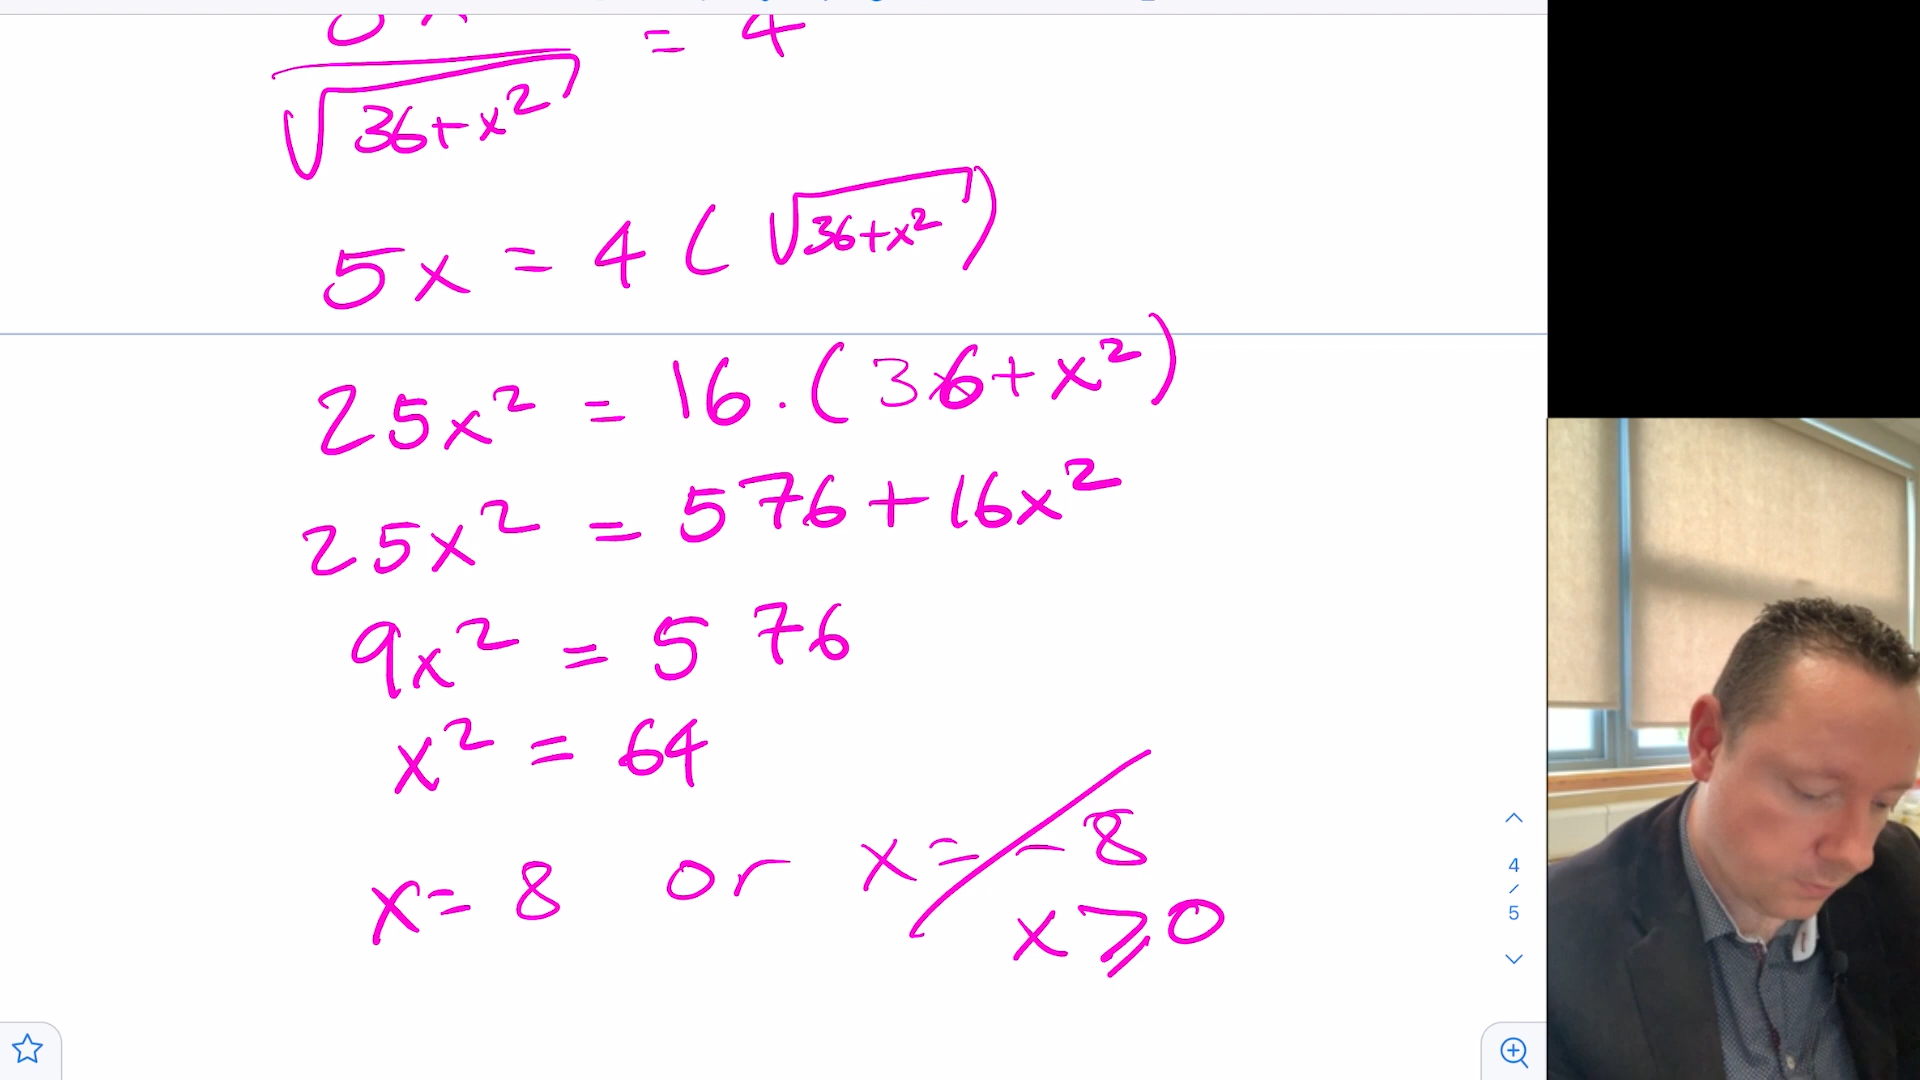 5x / √(36+x²) = 4
5x = 4 ( √(36+x²) )
25x² = 16 . (36+x²)
25x² = 576 + 16x²
9x² = 576
x² = 64
x = 8 or x = -8
x ⩾ 0
4
/
5